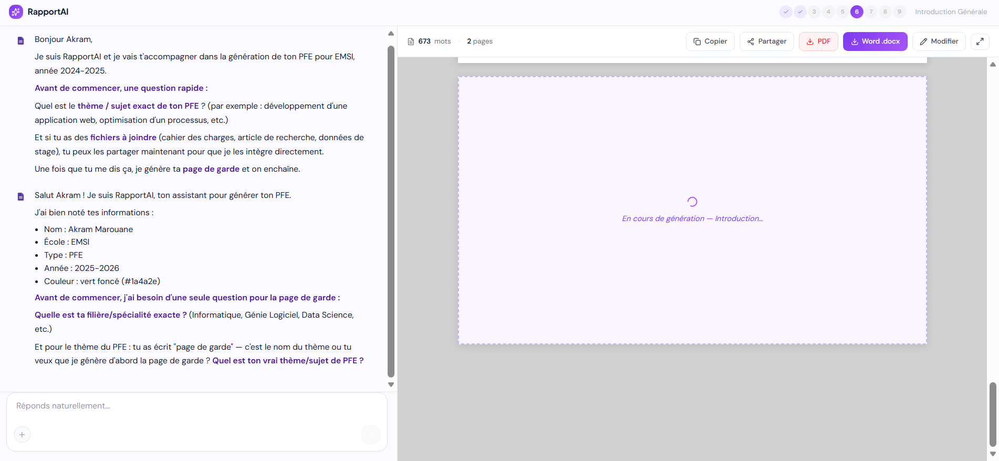 RapportAI
3 4 5 6 7 8 9 Introduction Générale
Bonjour Akram,
Je suis RapportAI et je vais t'accompagner dans la génération de ton PFE pour EMSI,
année 2024-2025.
Avant de commencer, une question rapide :
Quel est le thème / sujet exact de ton PFE ? (par exemple : développement d'une
application web, optimisation d'un processus, etc.)
Et si tu as des fichiers à joindre (cahier des charges, article de recherche, données de
stage), tu peux les partager maintenant pour que je les intègre directement.
Une fois que tu me dis ça, je génère ta page de garde et on enchaîne.
Salut Akram ! Je suis RapportAI, ton assistant pour générer ton PFE.
J'ai bien noté tes informations :
• Nom : Akram Marouane
• École : EMSI
• Type : PFE
• Année : 2025-2026
• Couleur : vert foncé (#1a4a2e)
Avant de commencer, j'ai besoin d'une seule question pour la page de garde :
Quelle est ta filière/spécialité exacte ? (Informatique, Génie Logiciel, Data Science,
etc.)
Et pour le thème du PFE : tu as écrit "page de garde" — c'est le nom du thème ou tu
veux que je génère d'abord la page de garde ? Quel est ton vrai thème/sujet de PFE ?
Réponds naturellement...
673 mots · 2 pages
Copier
Partager
PDF
Word .docx
Modifier
En cours de génération — Introduction...